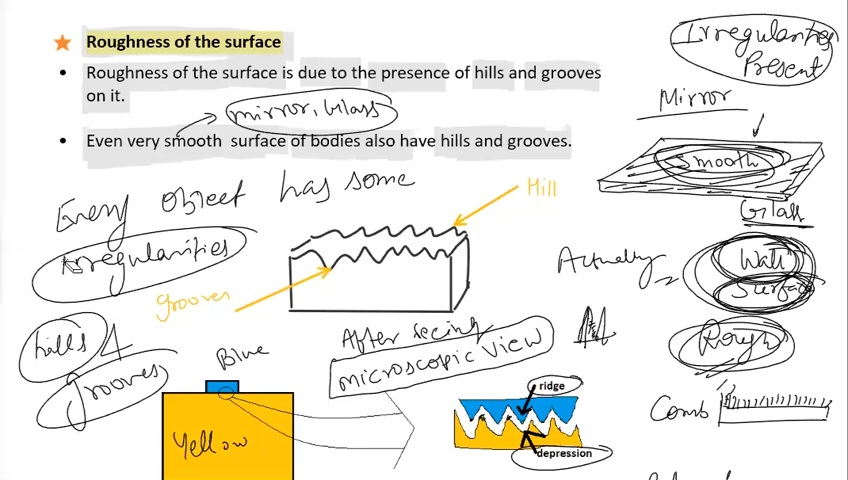 Roughness of the surface
Roughness of the surface is due to the presence of hills and grooves
on it.
mirror, Glass
Even very smooth surface of bodies also have hills and grooves.
Every object has some
irregularities
hills &
grooves
Hill
grooves
Blue
Yellow
After seeing
microscopic view
ridge
depression
Irregularities
Present
Mirror
Smooth
Glass
Actually
Wall
Surface
Rough
Comb